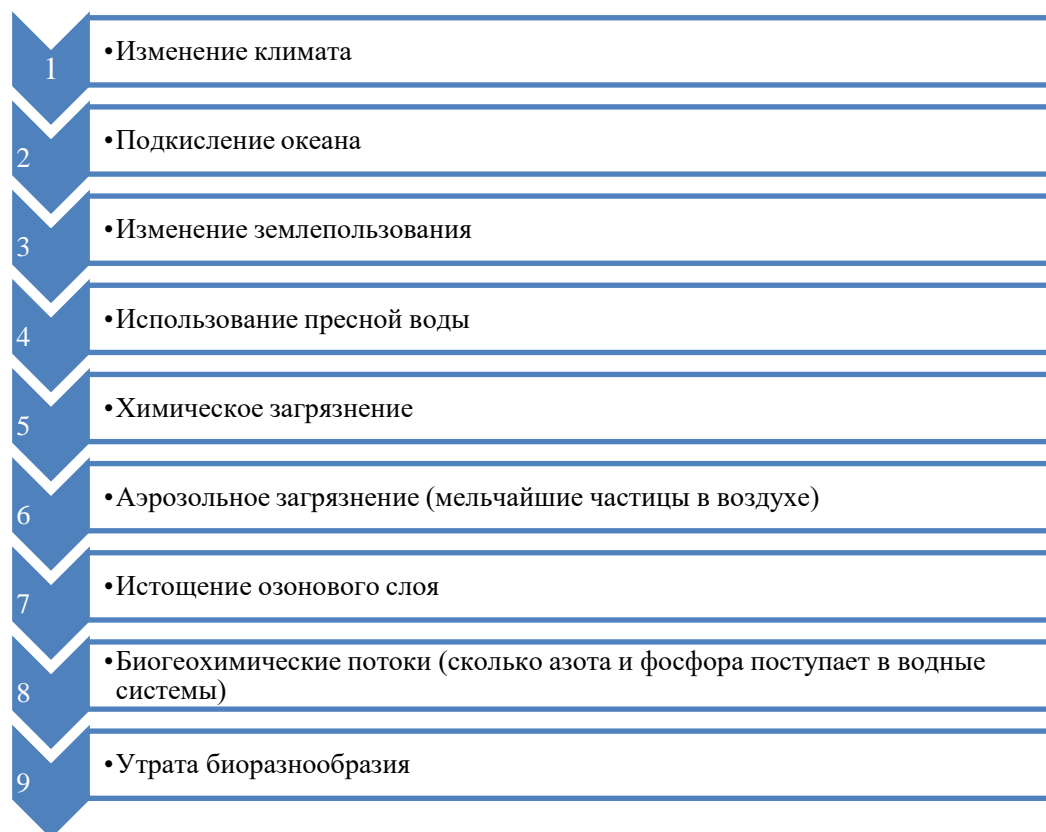 1
•Изменение климата
2
•Подкисление океана
3
•Изменение землепользования
4
•Использование пресной воды
5
•Химическое загрязнение
6
•Аэрозольное загрязнение (мельчайшие частицы в воздухе)
7
•Истощение озонового слоя
8
•Биогеохимические потоки (сколько азота и фосфора поступает в водные
системы)
9
•Утрата биоразнообразия